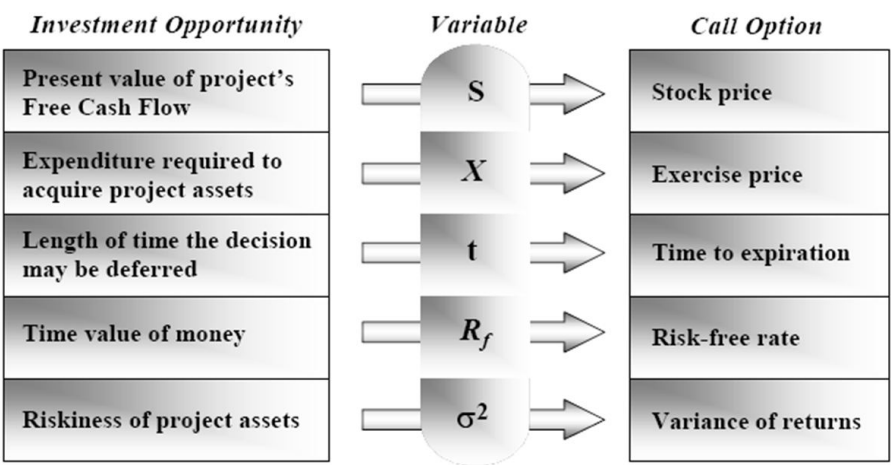 Investment Opportunity Variable Call Option
Present value of project's
Free Cash Flow
S
Stock price
Expenditure required to
acquire project assets
X
Exercise price
Length of time the decision
may be deferred
t
Time to expiration
Time value of money
Rf
Risk-free rate
Riskiness of project assets
σ²
Variance of returns